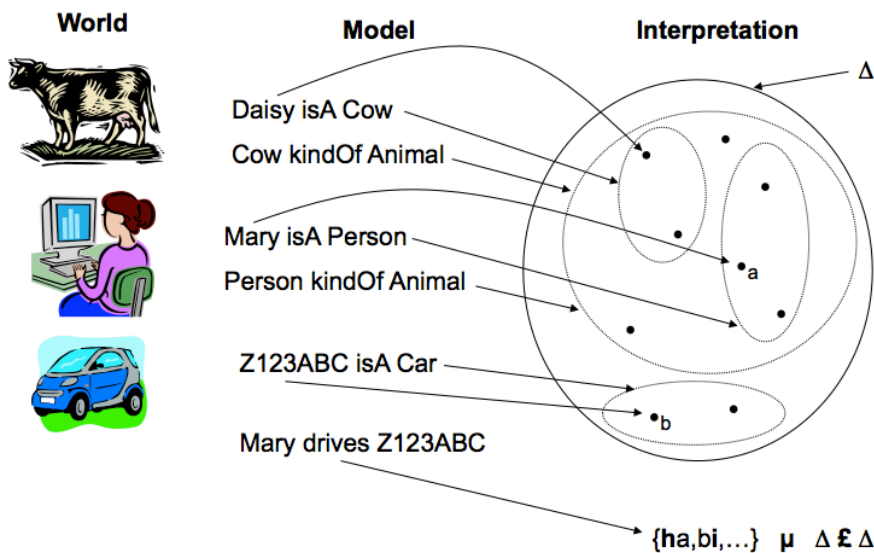 World
Model
Interpretation
Δ
Daisy isA Cow
Cow kindOf Animal
Mary isA Person
a
Person kindOf Animal
Z123ABC isA Car
b
Mary drives Z123ABC
{ha,bi,…} µ Δ £ Δ